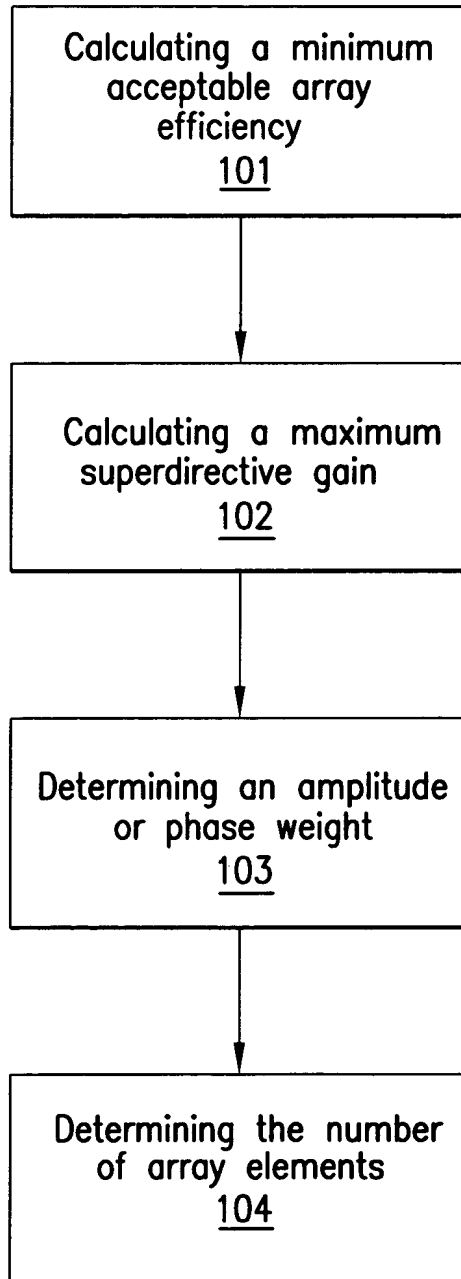 Calculating a minimum
acceptable array
efficiency
101
Calculating a maximum
superdirective gain
102
Determining an amplitude
or phase weight
103
Determining the number
of array elements
104